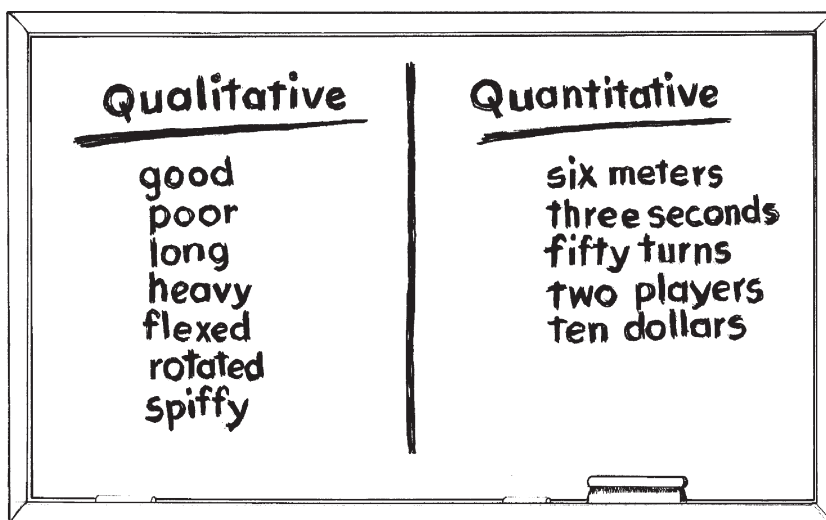 Qualitative
good
poor
long
heavy
flexed
rotated
spiffy
Quantitative
six meters
three seconds
fifty turns
two players
ten dollars